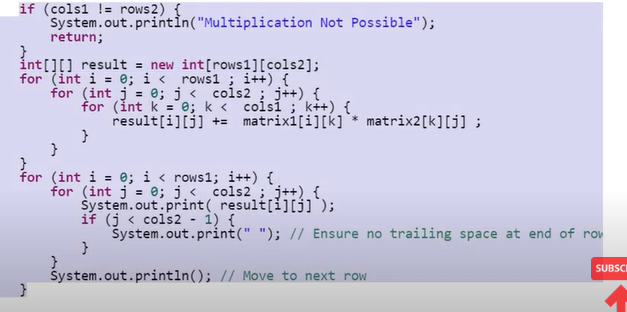 if (cols1 != rows2) {
    System.out.println("Multiplication Not Possible");
    return;
}
int[][] result = new int[rows1][cols2];
for (int i = 0; i <  rows1 ; i++) {
    for (int j = 0; j <  cols2 ; j++) {
        for (int k = 0; k <  cols1 ; k++) {
            result[i][j] +=  matrix1[i][k] * matrix2[k][j] ;
        }
    }
}
for (int i = 0; i < rows1; i++) {
    for (int j = 0; j <  cols2 ; j++) {
        System.out.print( result[i][j] );
        if (j < cols2 - 1) {
            System.out.print(" "); // Ensure no trailing space at end of row
        }
    }
    System.out.println(); // Move to next row
}
SUBSC